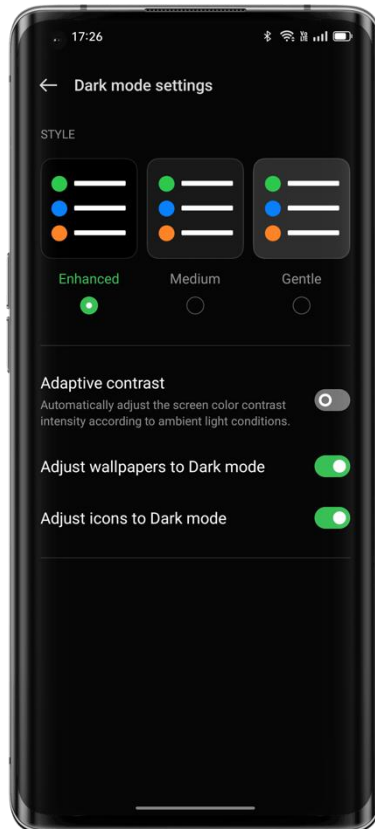 17:26
Dark mode settings
STYLE
Enhanced Medium Gentle
Adaptive contrast
Automatically adjust the screen color contrast
intensity according to ambient light conditions.
Adjust wallpapers to Dark mode
Adjust icons to Dark mode